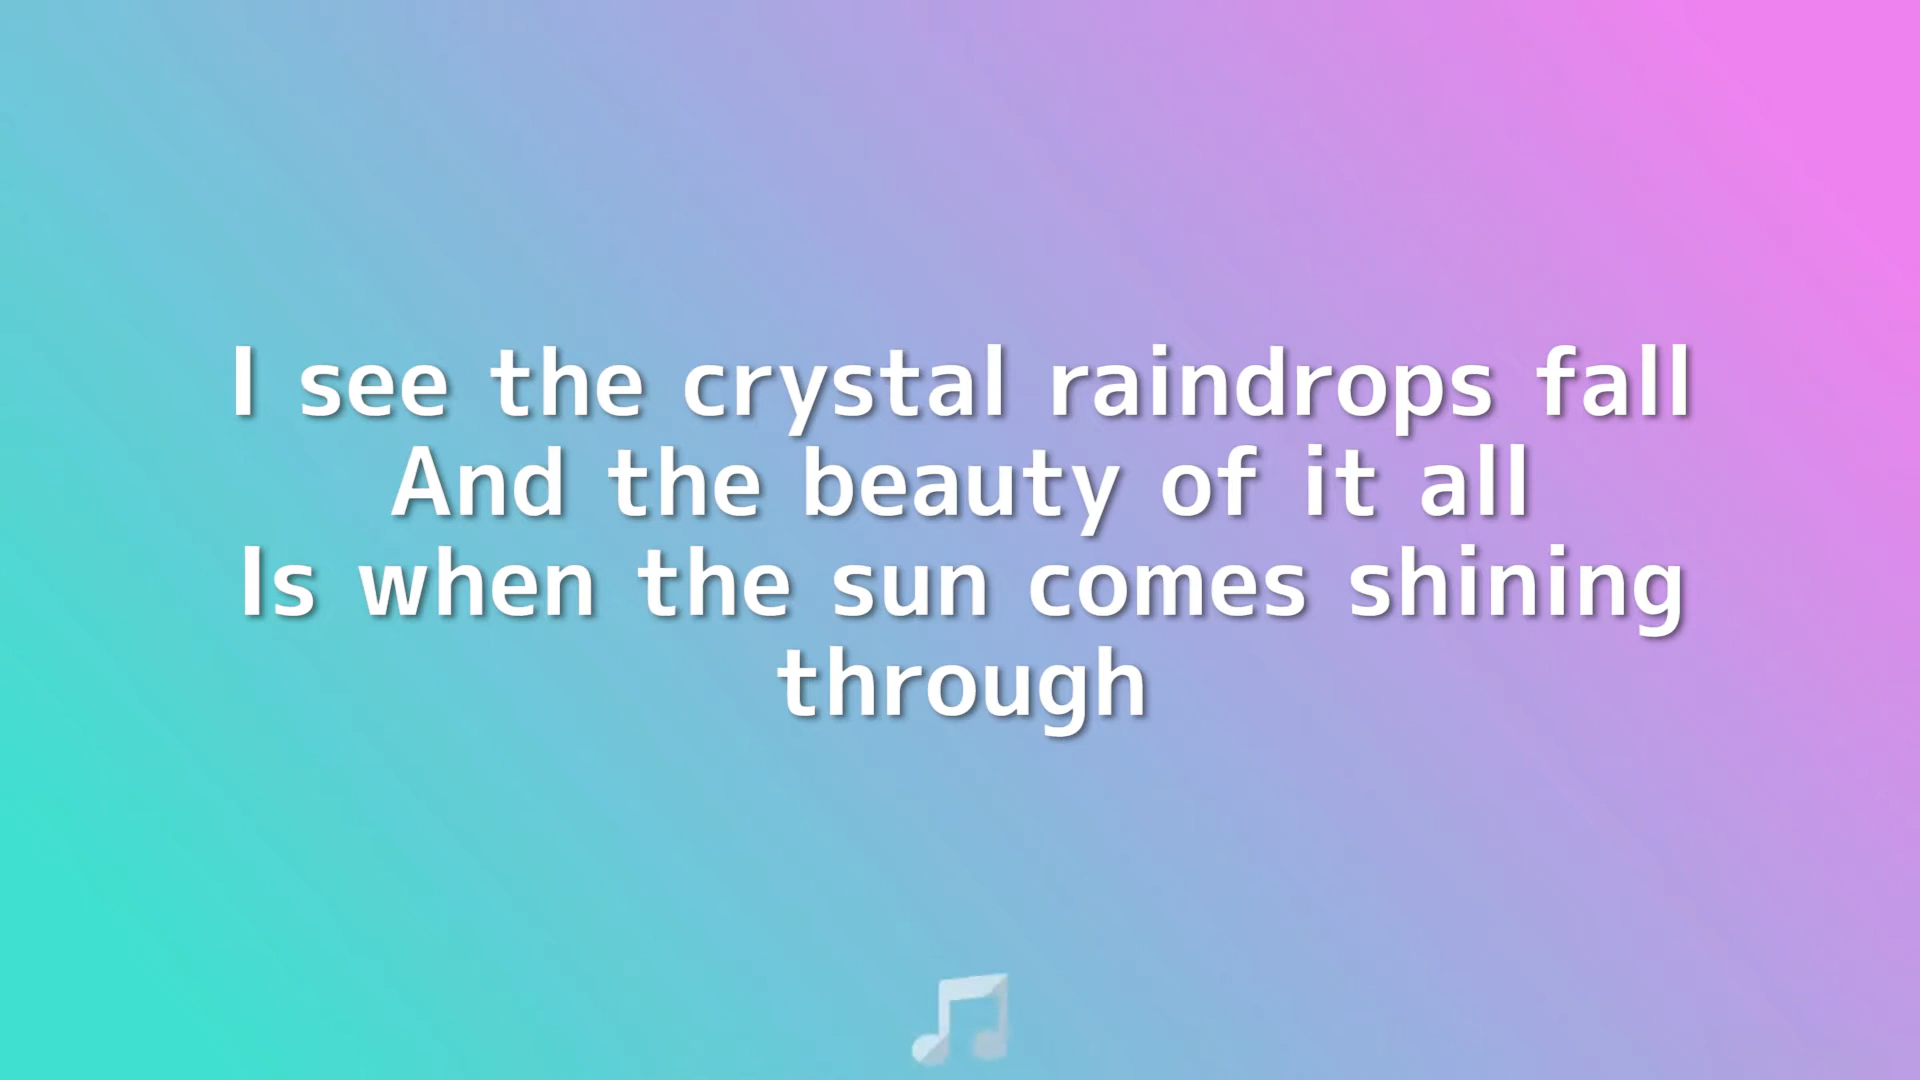 I see the crystal raindrops fall
And the beauty of it all
Is when the sun comes shining
through